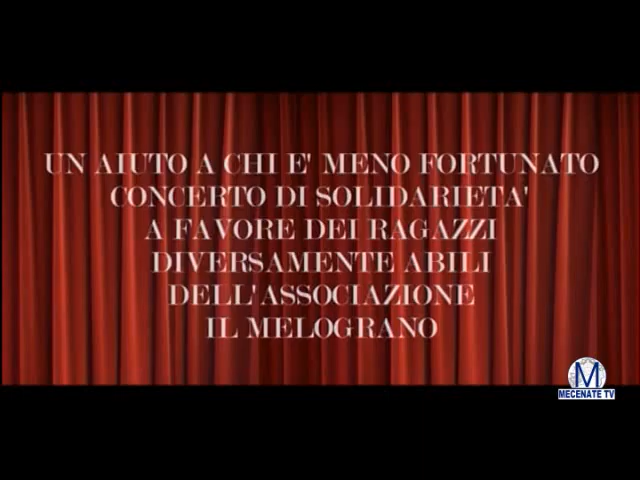 UN AIUTO A CHI E' MENO FORTUNATO
CONCERTO DI SOLIDARIETA'
A FAVORE DEI RAGAZZI
DIVERSAMENTE ABILI
DELL'ASSOCIAZIONE
IL MELOGRANO
M
MECENATE TV